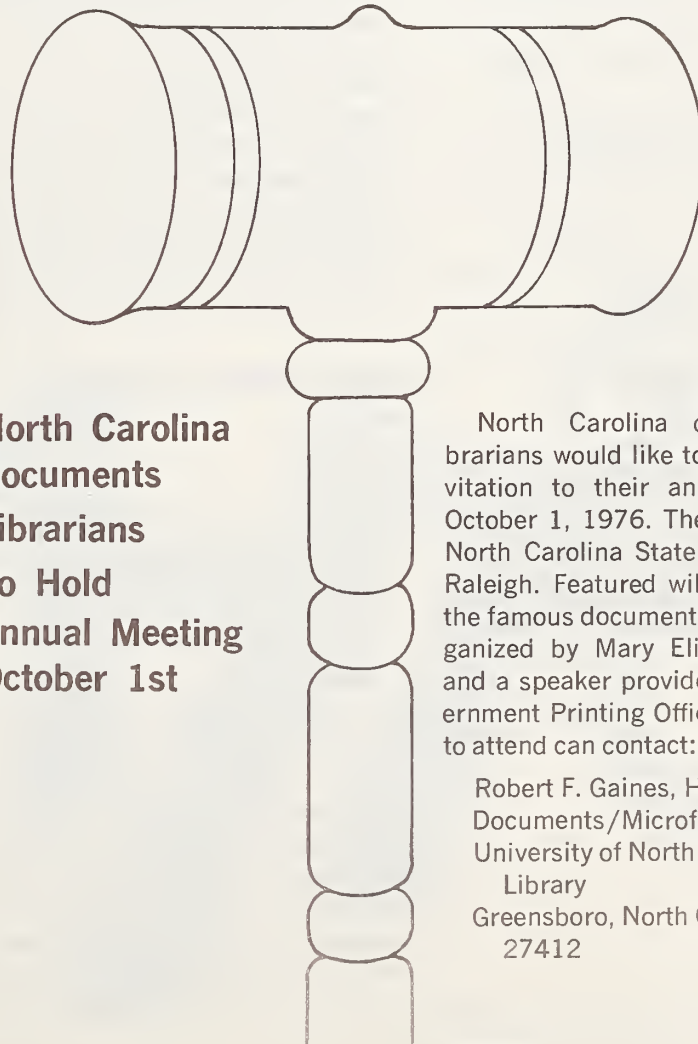 orth Carolina
ocuments
ibrarians
o Hold
nnual Meeting
ctober 1st
North Carolina
brarians would like to
vitation to their an
October 1, 1976. The
North Carolina State
Raleigh. Featured wil
the famous document
ganized by Mary Eli
and a speaker provide
ernment Printing Offi
to attend can contact:
Robert F. Gaines, H
Documents/Microf
University of North
Library
Greensboro, North
27412